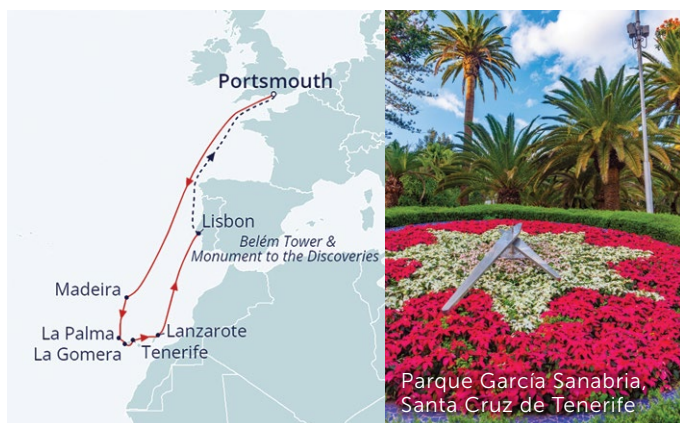 Portsmouth
Lisbon
Belém Tower &
Monument to the Discoveries
Madeira
La Palma
La Gomera
Lanzarote
Tenerife
Parque García Sanabria,
Santa Cruz de Tenerife